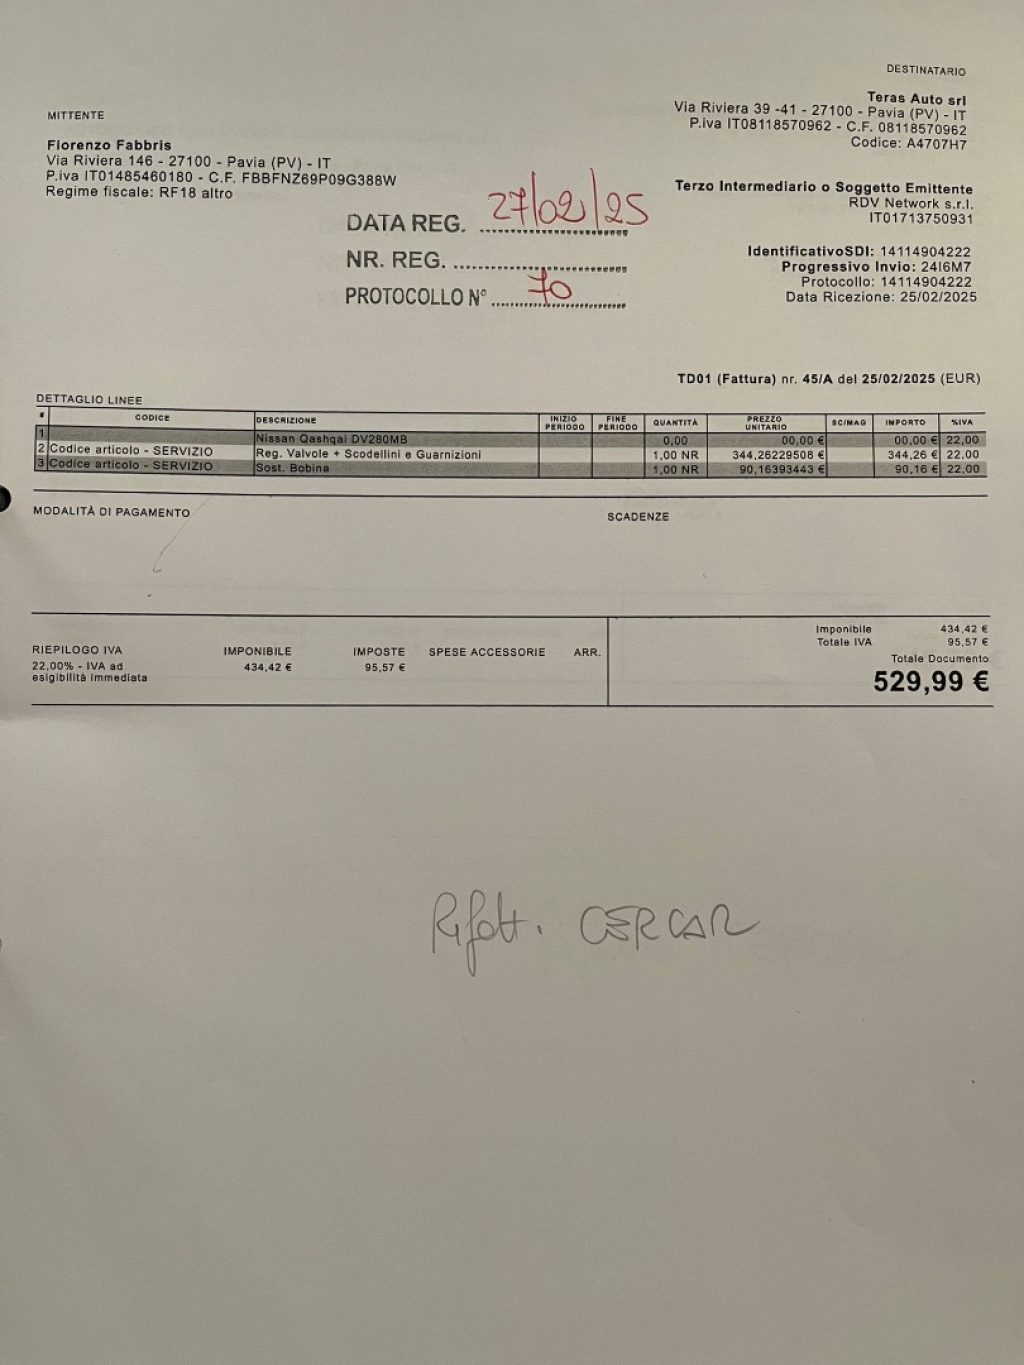 DESTINATARIO
Teras Auto srl
Via Riviera 39 -41 - 27100 - Pavia (PV) - IT
P.iva IT08118570962 - C.F. 08118570962
Codice: A4707H7
MITTENTE
Fiorenzo Fabbris
Via Riviera 146 - 27100 - Pavia (PV) - IT
P.iva IT01485460180 - C.F. FBBFNZ69P09G388W
Regime fiscale: RF18 altro
Terzo Intermediario o Soggetto Emittente
RDV Network s.r.l.
IT01713750931
DATA REG. 27/02/25
NR. REG.
PROTOCOLLO N° 70
IdentificativoSDI: 14114904222
Progressivo Invio: 24I6M7
Protocollo: 14114904222
Data Ricezione: 25/02/2025
TD01 (Fattura) nr. 45/A del 25/02/2025 (EUR)
DETTAGLIO LINEE
# CODICE DESCRIZIONE INIZIO PERIODO FINE PERIODO QUANTITÀ PREZZO UNITARIO SC/MAG IMPORTO %IVA
1 Nissan Qashqai DV280MB 0,00 00,00 € 00,00 € 22,00
2 Codice articolo - SERVIZIO Reg. Valvole + Scodellini e Guarnizioni 1,00 NR 344,26229508 € 344,26 € 22,00
3 Codice articolo - SERVIZIO Sost. Bobina 1,00 NR 90,16393443 € 90,16 € 22,00
MODALITÀ DI PAGAMENTO SCADENZE
RIEPILOGO IVA IMPONIBILE IMPOSTE SPESE ACCESSORIE ARR.
22,00% - IVA ad esigibilità immediata 434,42 € 95,57 €
Imponibile 434,42 €
Totale IVA 95,57 €
Totale Documento
529,99 €
Rifatt. CERCAR